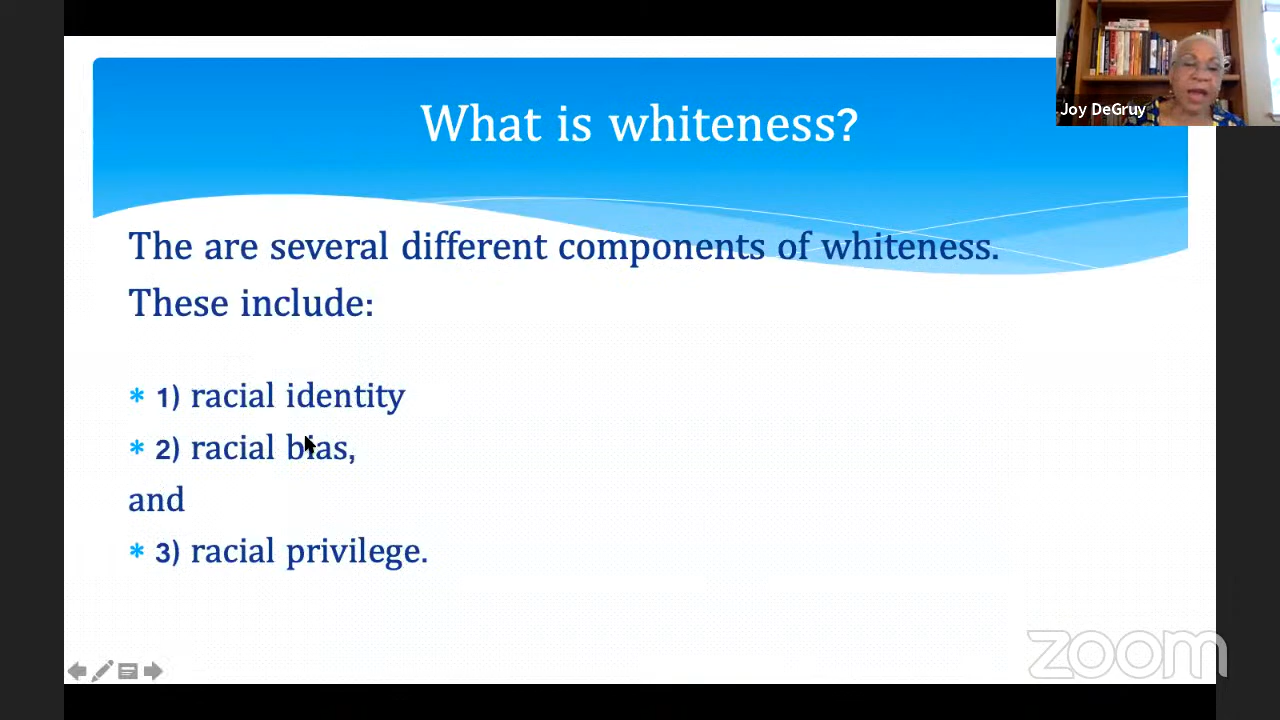 What is whiteness?
Joy DeGruy
The are several different components of whiteness.
These include:
* 1) racial identity
* 2) racial bias,
and
* 3) racial privilege.
zoom